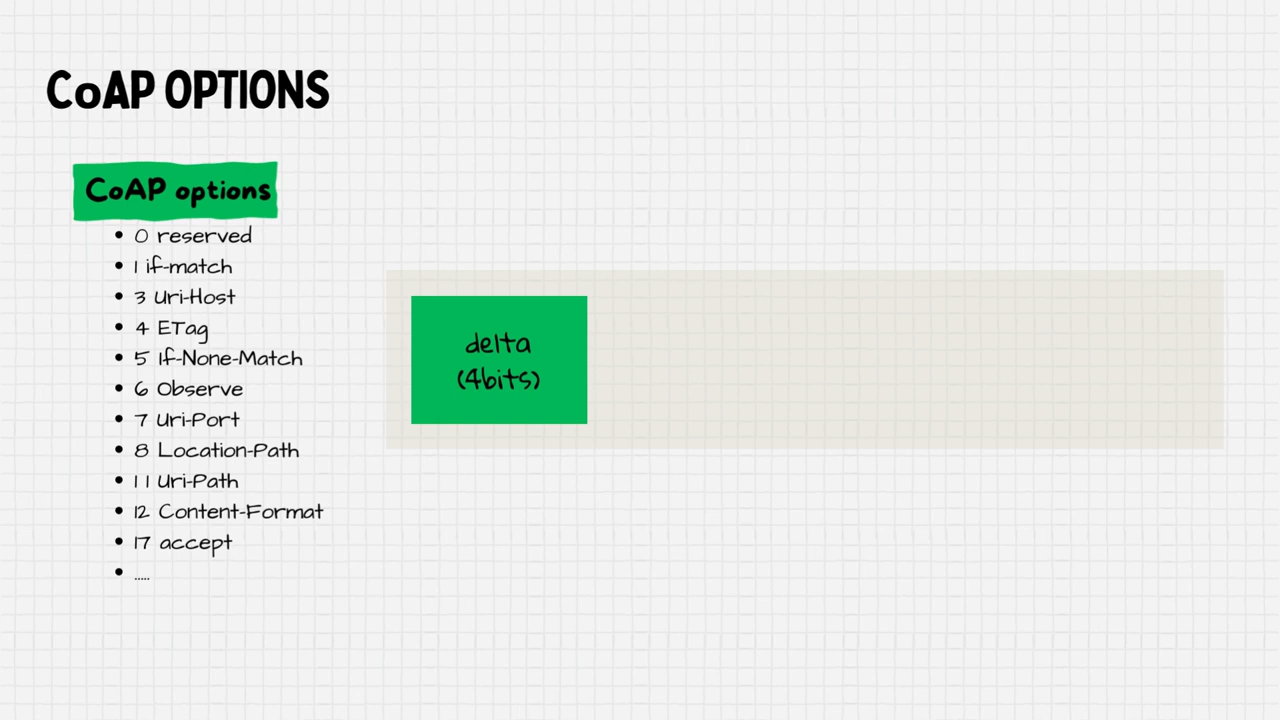 CoAP OPTIONS
CoAP options
0 reserved
1 if-match
3 Uri-Host
4 ETag
5 If-None-Match
6 Observe
7 Uri-Port
8 Location-Path
11 Uri-Path
12 Content-Format
17 accept
.....
delta
(4bits)